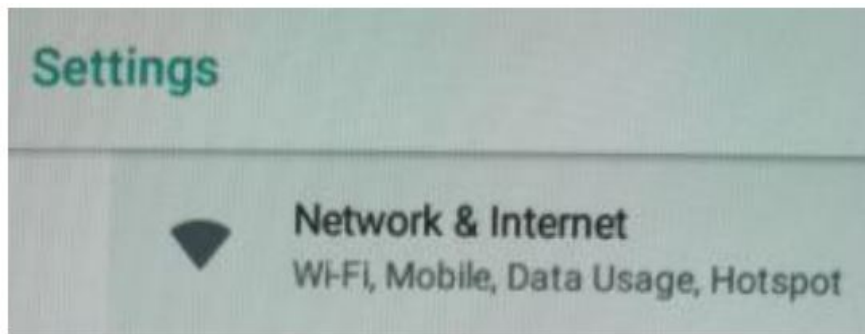 Settings
Network & Internet
Wi-Fi, Mobile, Data Usage, Hotspot